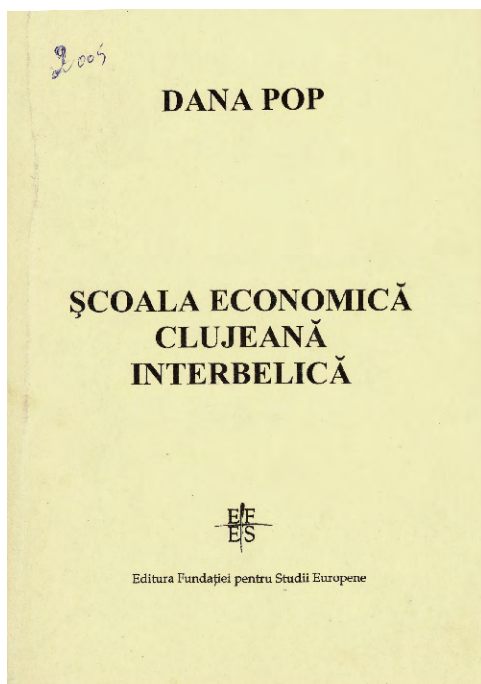 2005
DANA POP
ŞCOALA ECONOMICĂ
CLUJEANĂ
INTERBELICĂ
EF
ES
Editura Fundaţiei pentru Studii Europene